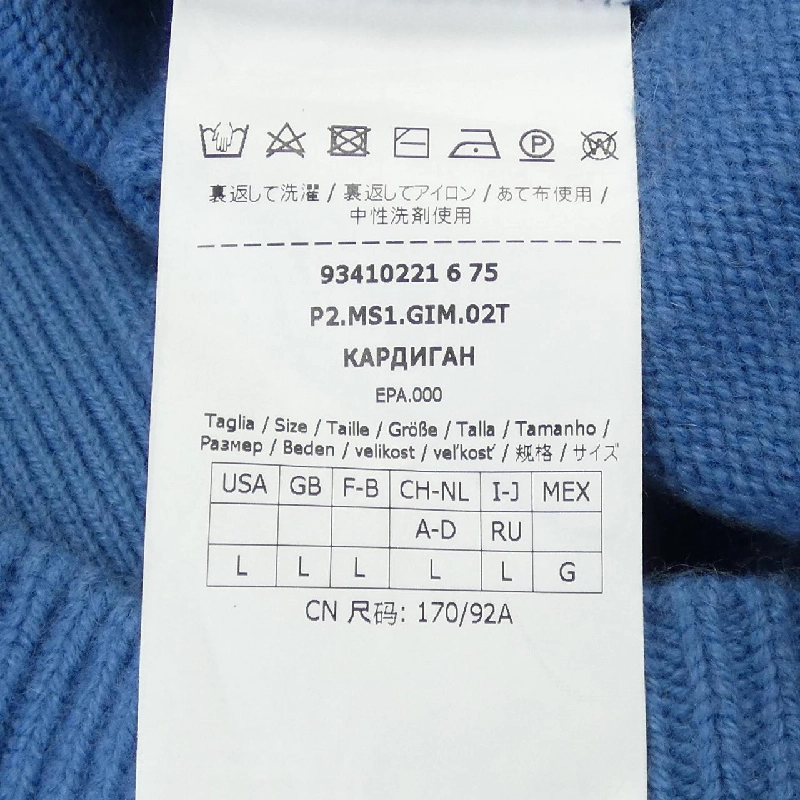 裏返して洗濯 / 裏返してアイロン / あて布使用 /
中性洗剤使用
93410221 6 75
P2.MS1.GIM.02T
КАРДИГАН
EPA.000
Taglia / Size / Taille / Größe / Talla / Tamanho /
Размер / Beden / velikost / veľkosť / 规格 / サイズ
USA GB F-B CH-NL I-J MEX
A-D RU
L L L L L G
CN 尺码: 170/92A